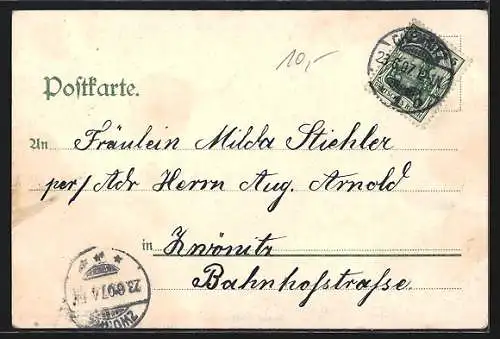 10,-
Postkarte.
An Fräulein Milda Stiehler
per/ Adr Herrn Aug. Arnold
in Zwönitz
Bahnhofstrasse.